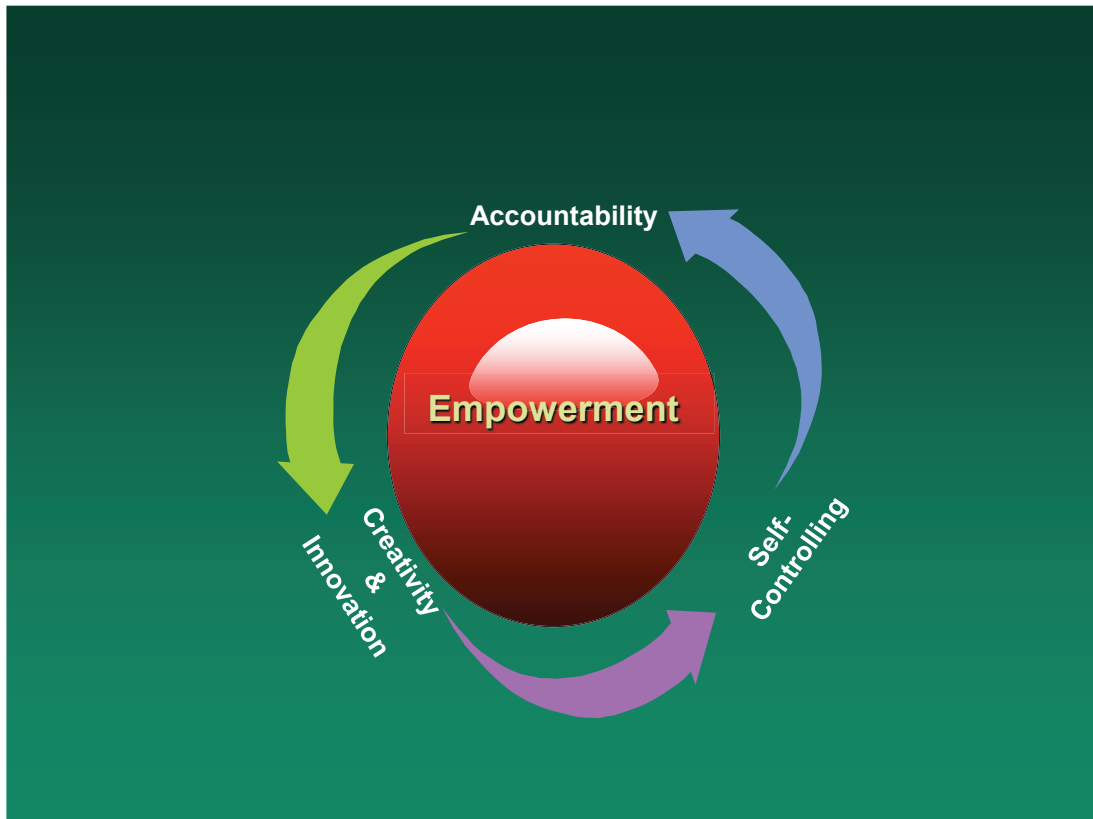 Accountability
Empowerment
Creativity
&
Innovation
Self-
Controlling